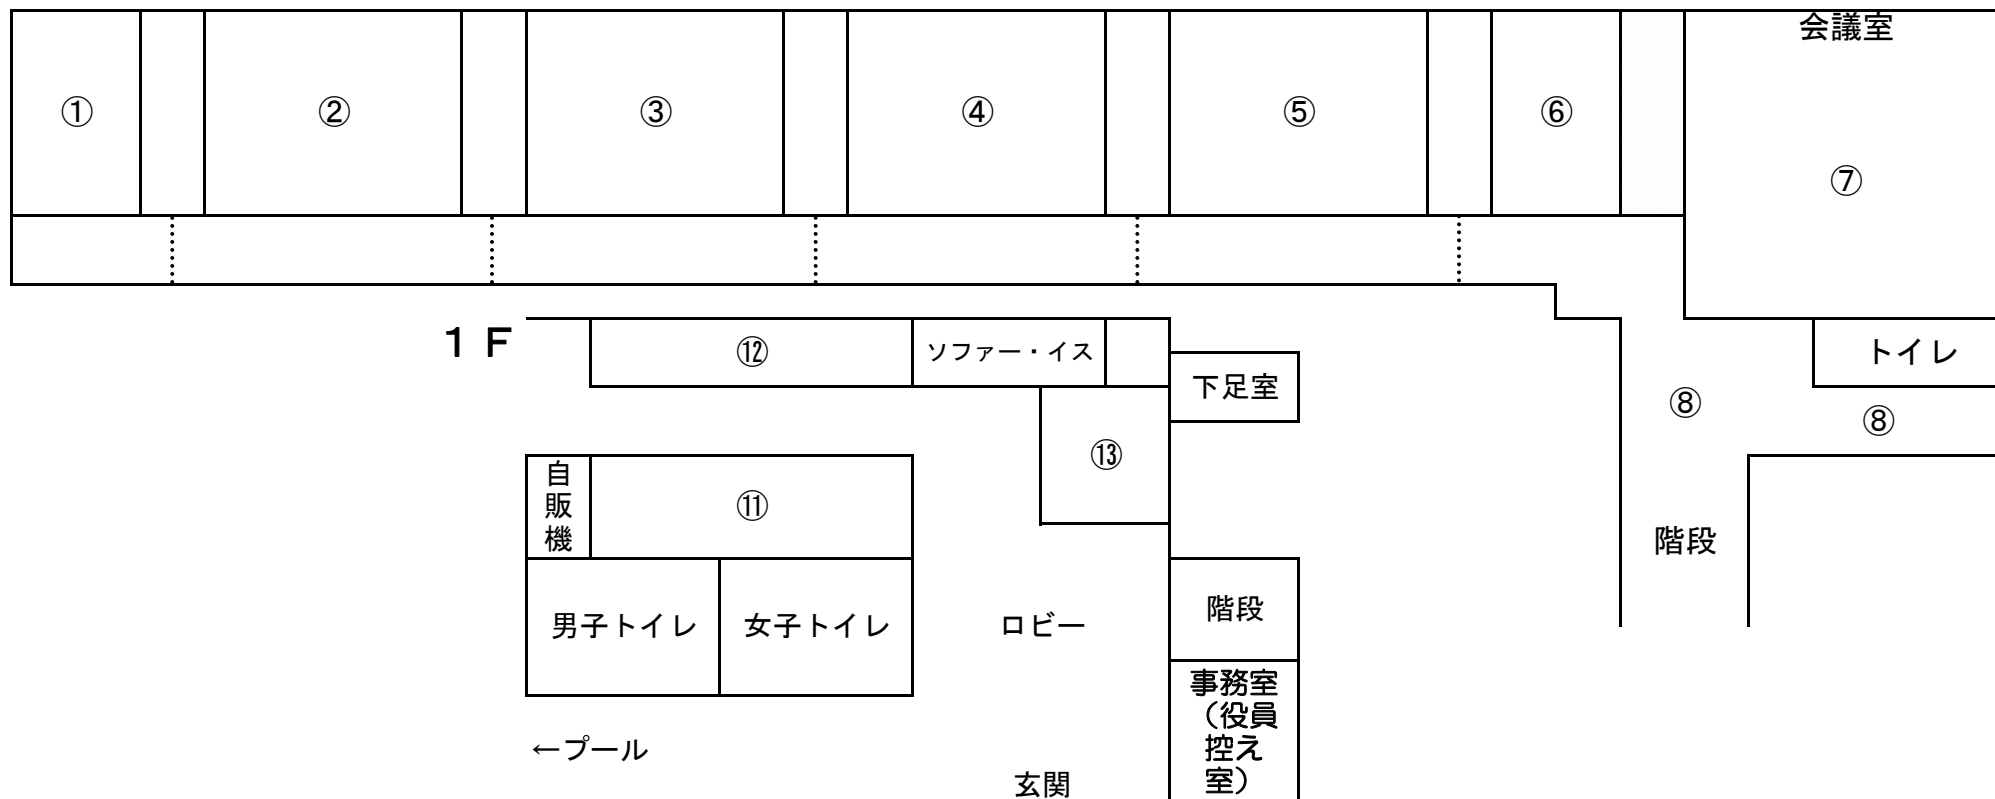 会議室
①
②
③
④
⑤
⑥
⑦
1F
⑫
ソファー・イス
下足室
トイレ
⑧
⑧
⑬
自販機
⑪
階段
男子トイレ
女子トイレ
ロビー
階段
事務室
（役員
控え
室）
←プール
玄関